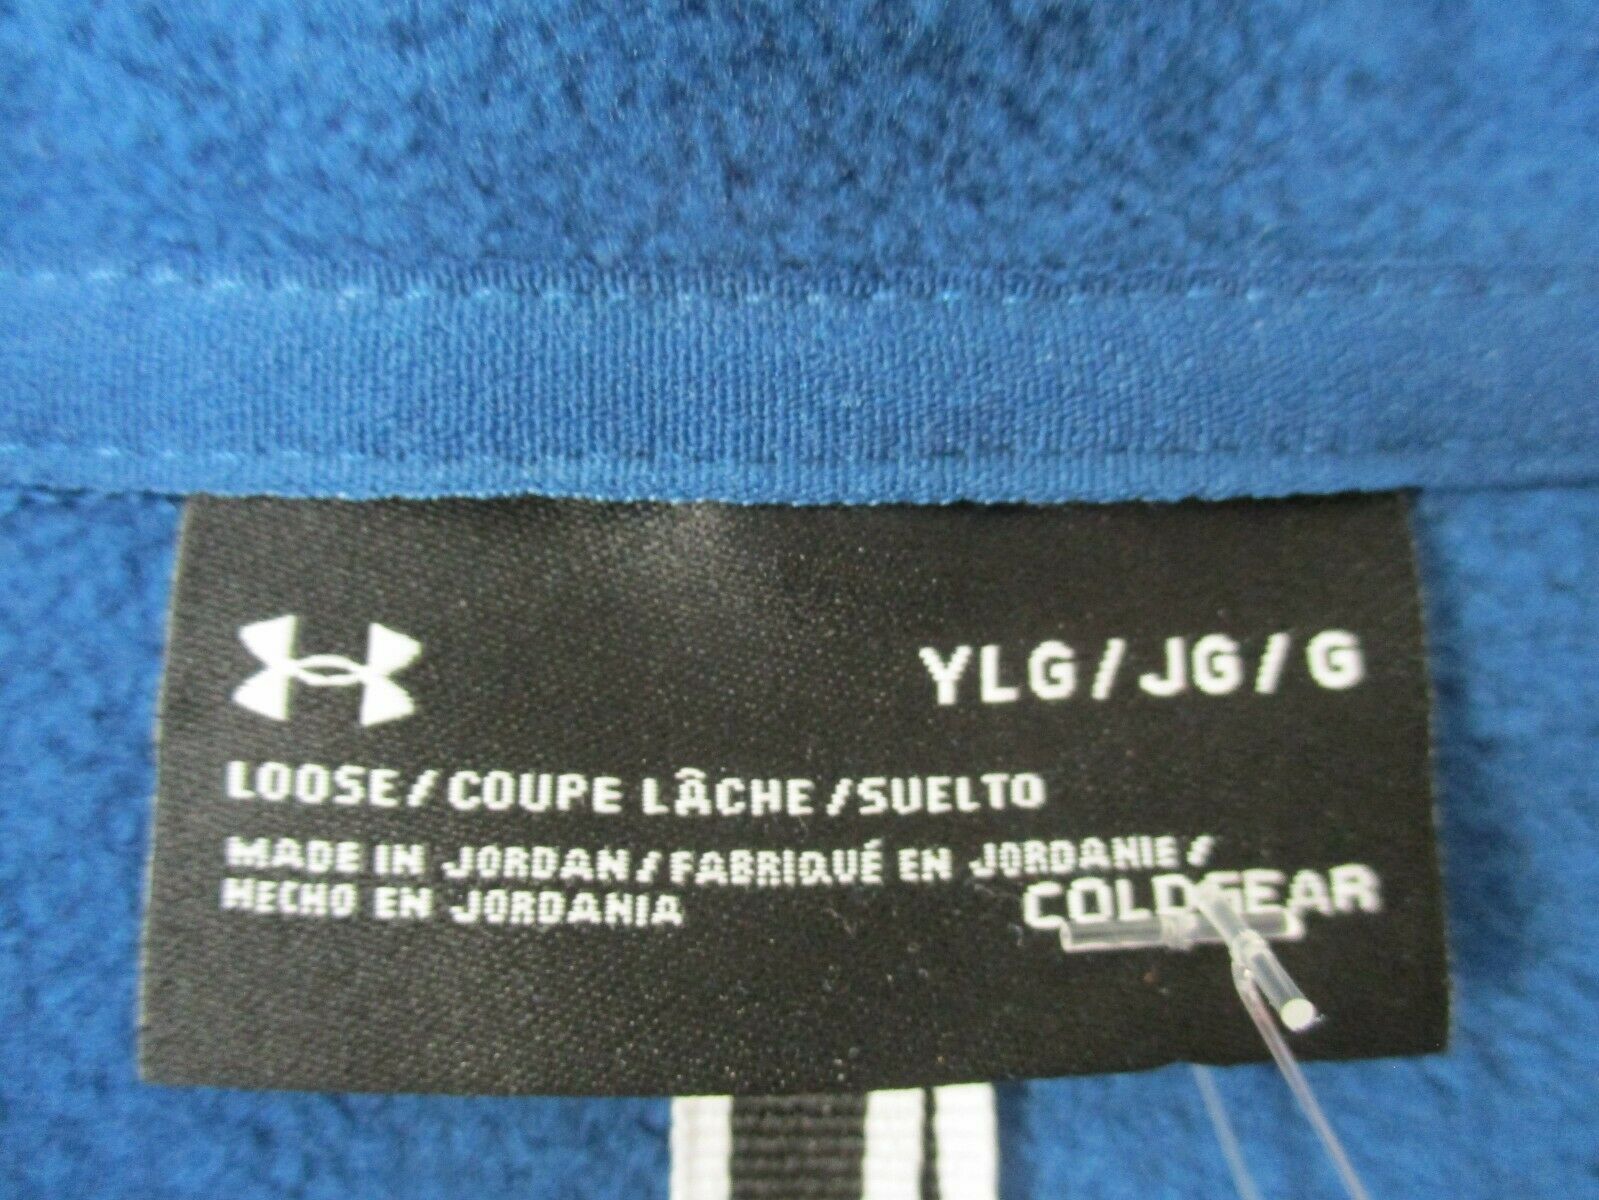 YLG/JG/G
LOOSE/COUPE LÂCHE/SUELTO
MADE IN JORDAN/FABRIQUÉ EN JORDANIE/
HECHO EN JORDANIA
COLDGEAR